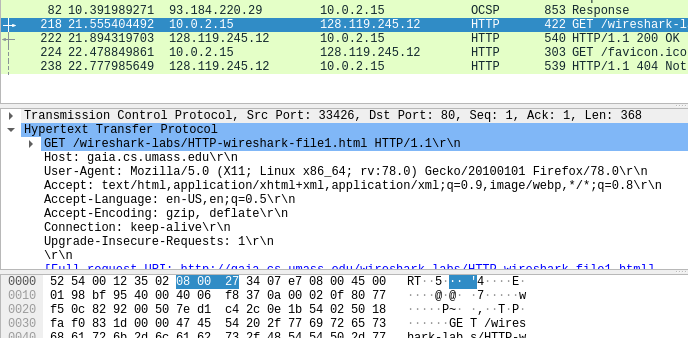 82 10.391989271 93.184.220.29 10.0.2.15 OCSP 853 Response
218 21.555404492 10.0.2.15 128.119.245.12 HTTP 422 GET /wireshark-l
222 21.894319703 128.119.245.12 10.0.2.15 HTTP 540 HTTP/1.1 200 OK
224 22.478849861 10.0.2.15 128.119.245.12 HTTP 303 GET /favicon.ico
238 22.777985649 128.119.245.12 10.0.2.15 HTTP 539 HTTP/1.1 404 Not
Transmission Control Protocol, Src Port: 33426, Dst Port: 80, Seq: 1, Ack: 1, Len: 368
Hypertext Transfer Protocol
GET /wireshark-labs/HTTP-wireshark-file1.html HTTP/1.1\r\n
Host: gaia.cs.umass.edu\r\n
User-Agent: Mozilla/5.0 (X11; Linux x86_64; rv:78.0) Gecko/20100101 Firefox/78.0\r\n
Accept: text/html,application/xhtml+xml,application/xml;q=0.9,image/webp,*/*;q=0.8\r\n
Accept-Language: en-US,en;q=0.5\r\n
Accept-Encoding: gzip, deflate\r\n
Connection: keep-alive\r\n
Upgrade-Insecure-Requests: 1\r\n
\r\n
[Full request URI: http://gaia.cs.umass.edu/wireshark-labs/HTTP-wireshark-file1.html]
0000 52 54 00 12 35 02 08 00 27 34 07 e7 08 00 45 00 RT··5···'4····E·
0010 01 98 bf 95 40 00 40 06 f8 37 0a 00 02 0f 80 77 ····@·@··7·····w
0020 f5 0c 82 92 00 50 7e d1 c4 2c 0e 1b 54 02 50 18 ·····P~··,··T·P·
0030 fa f0 83 1d 00 00 47 45 54 20 2f 77 69 72 65 73 ······GET /wires
0040 68 61 72 6b 2d 6c 61 62 73 2f 48 54 54 50 2d 77 hark-labs/HTTP-w